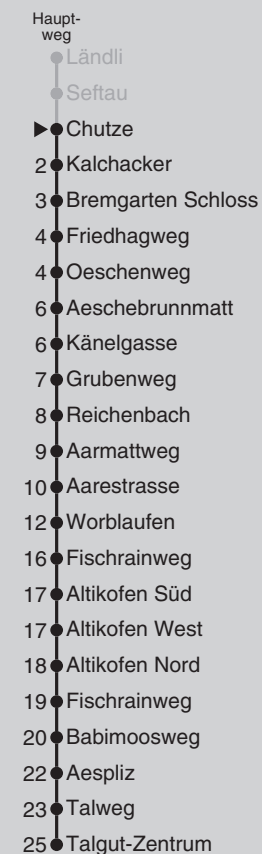 Haupt-
weg
Ländli
Seftau
Chutze
2 Kalchacker
3 Bremgarten Schloss
4 Friedhagweg
4 Oeschenweg
6 Aeschebrunnmatt
6 Känelgasse
7 Grubenweg
8 Reichenbach
9 Aarmattweg
10 Aarestrasse
12 Worblaufen
16 Fischrainweg
17 Altikofen Süd
17 Altikofen West
18 Altikofen Nord
19 Fischrainweg
20 Babimoosweg
22 Aespliz
23 Talweg
25 Talgut-Zentrum